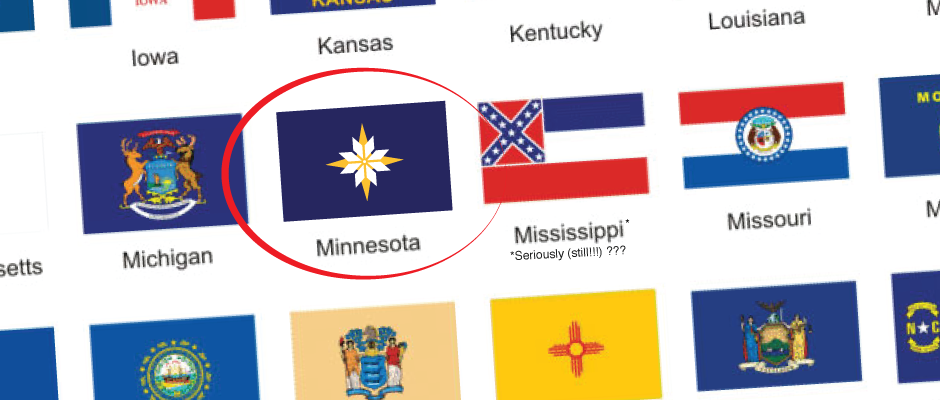 IOWA
KANSAS
Iowa
Kansas
Kentucky
Louisiana
M
MO
setts
Michigan
Minnesota
Mississippi*
*Seriously (still!!!) ???
Missouri
M
N★C